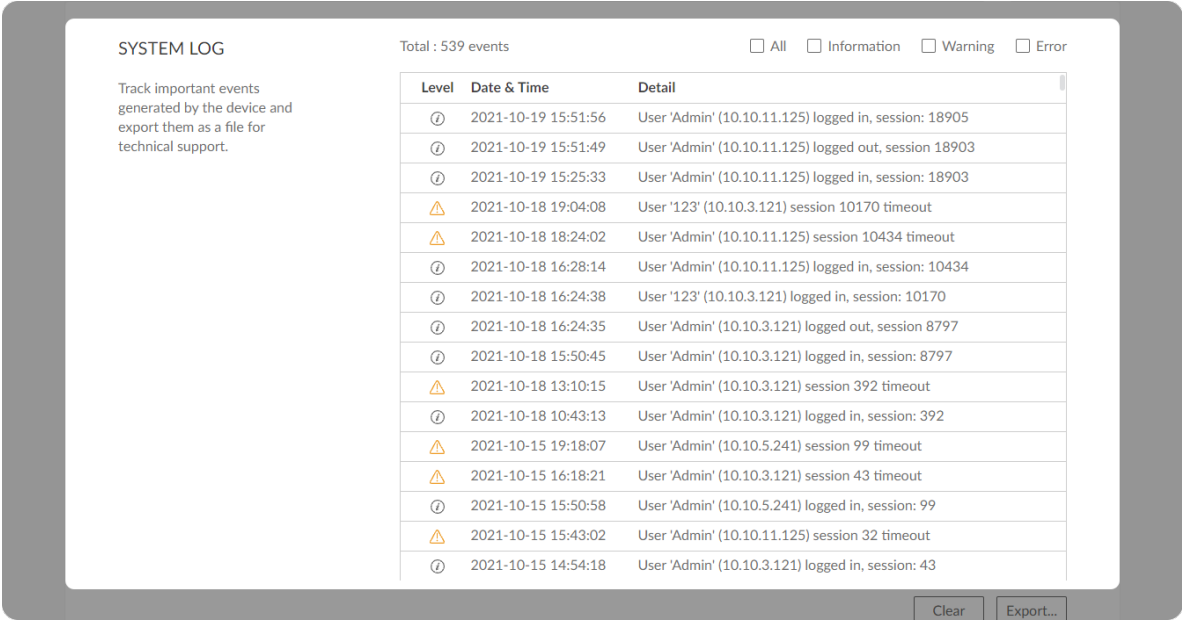 SYSTEM LOG
Track important events
generated by the device and
export them as a file for
technical support.
Total : 539 events
All Information Warning Error
Level Date & Time Detail
2021-10-19 15:51:56 User 'Admin' (10.10.11.125) logged in, session: 18905
2021-10-19 15:51:49 User 'Admin' (10.10.11.125) logged out, session 18903
2021-10-19 15:25:33 User 'Admin' (10.10.11.125) logged in, session: 18903
2021-10-18 19:04:08 User '123' (10.10.3.121) session 10170 timeout
2021-10-18 18:24:02 User 'Admin' (10.10.11.125) session 10434 timeout
2021-10-18 16:28:14 User 'Admin' (10.10.11.125) logged in, session: 10434
2021-10-18 16:24:38 User '123' (10.10.3.121) logged in, session: 10170
2021-10-18 16:24:35 User 'Admin' (10.10.3.121) logged out, session 8797
2021-10-18 15:50:45 User 'Admin' (10.10.3.121) logged in, session: 8797
2021-10-18 13:10:15 User 'Admin' (10.10.3.121) session 392 timeout
2021-10-18 10:43:13 User 'Admin' (10.10.3.121) logged in, session: 392
2021-10-15 19:18:07 User 'Admin' (10.10.5.241) session 99 timeout
2021-10-15 16:18:21 User 'Admin' (10.10.3.121) session 43 timeout
2021-10-15 15:50:58 User 'Admin' (10.10.5.241) logged in, session: 99
2021-10-15 15:43:02 User 'Admin' (10.10.11.125) session 32 timeout
2021-10-15 14:54:18 User 'Admin' (10.10.3.121) logged in, session: 43
Clear Export...